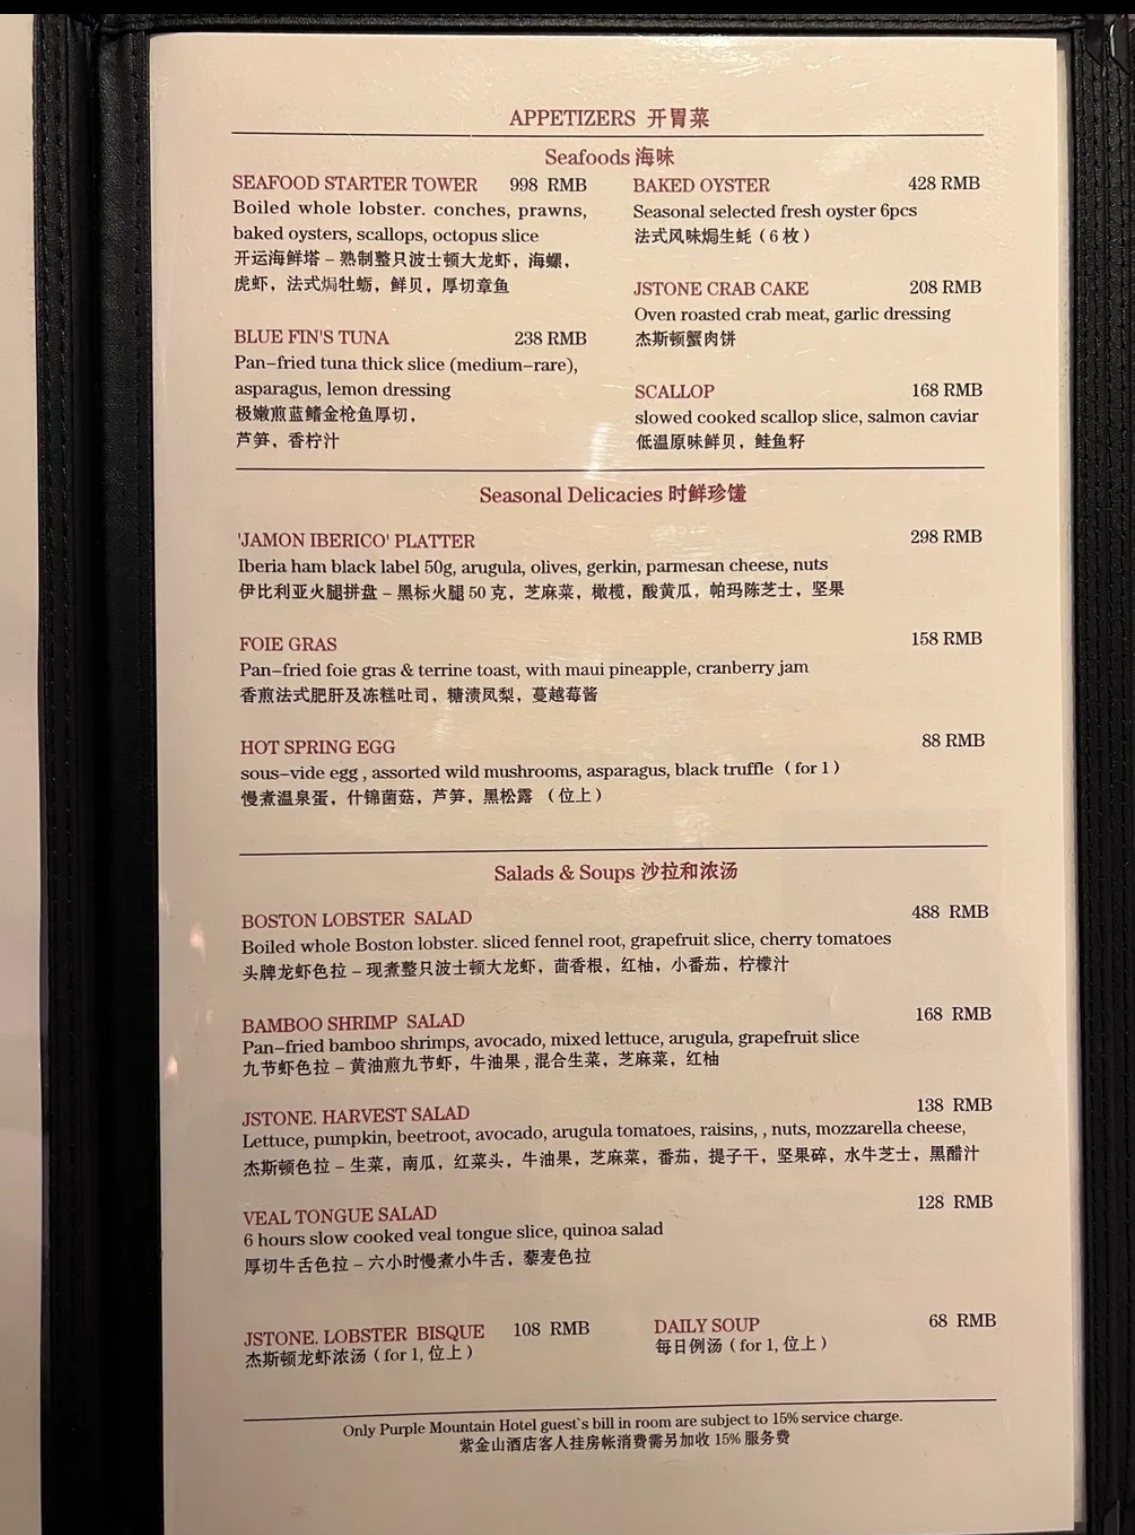 APPETIZERS 开胃菜
Seafoods 海味
SEAFOOD STARTER TOWER 998 RMB
Boiled whole lobster. conches, prawns,
baked oysters, scallops, octopus slice
开运海鲜塔 – 熟制整只波士顿大龙虾，海螺，
虎虾，法式焗牡蛎，鲜贝，厚切章鱼
BLUE FIN'S TUNA 238 RMB
Pan-fried tuna thick slice (medium-rare),
asparagus, lemon dressing
极嫩煎蓝鳍金枪鱼厚切，
芦笋，香柠汁
BAKED OYSTER 428 RMB
Seasonal selected fresh oyster 6pcs
法式风味焗生蚝（6 枚）
JSTONE CRAB CAKE 208 RMB
Oven roasted crab meat, garlic dressing
杰斯顿蟹肉饼
SCALLOP 168 RMB
slowed cooked scallop slice, salmon caviar
低温原味鲜贝，鲑鱼籽
Seasonal Delicacies 时鲜珍馐
'JAMON IBERICO' PLATTER 298 RMB
Iberia ham black label 50g, arugula, olives, gerkin, parmesan cheese, nuts
伊比利亚火腿拼盘 – 黑标火腿 50 克，芝麻菜，橄榄，酸黄瓜，帕玛陈芝士，坚果
FOIE GRAS 158 RMB
Pan-fried foie gras & terrine toast, with maui pineapple, cranberry jam
香煎法式肥肝及冻糕吐司，糖渍凤梨，蔓越莓酱
HOT SPRING EGG 88 RMB
sous-vide egg , assorted wild mushrooms, asparagus, black truffle（for 1）
慢煮温泉蛋，什锦菌菇，芦笋，黑松露 （位上）
Salads & Soups 沙拉和浓汤
BOSTON LOBSTER SALAD 488 RMB
Boiled whole Boston lobster. sliced fennel root, grapefruit slice, cherry tomatoes
头牌龙虾色拉 – 现煮整只波士顿大龙虾，茴香根，红柚，小番茄，柠檬汁
BAMBOO SHRIMP SALAD 168 RMB
Pan-fried bamboo shrimps, avocado, mixed lettuce, arugula, grapefruit slice
九节虾色拉 – 黄油煎九节虾，牛油果 , 混合生菜，芝麻菜，红柚
JSTONE. HARVEST SALAD 138 RMB
Lettuce, pumpkin, beetroot, avocado, arugula tomatoes, raisins, , nuts, mozzarella cheese,
杰斯顿色拉 – 生菜，南瓜，红菜头，牛油果，芝麻菜，番茄，提子干，坚果碎，水牛芝士，黑醋汁
VEAL TONGUE SALAD 128 RMB
6 hours slow cooked veal tongue slice, quinoa salad
厚切牛舌色拉 – 六小时慢煮小牛舌，藜麦色拉
JSTONE. LOBSTER BISQUE 108 RMB
杰斯顿龙虾浓汤（for 1, 位上）
DAILY SOUP 68 RMB
每日例汤（for 1, 位上）
Only Purple Mountain Hotel guest`s bill in room are subject to 15% service charge.
紫金山酒店客人挂房帐消费需另加收 15% 服务费